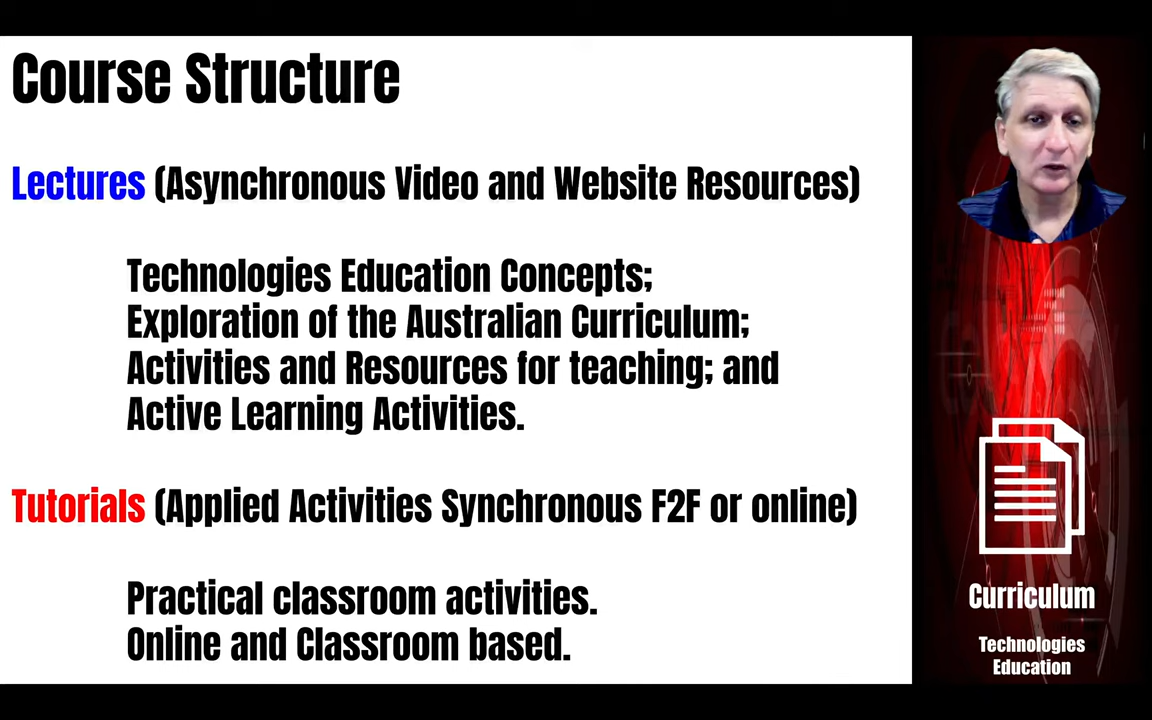 Course Structure
Lectures (Asynchronous Video and Website Resources)
Technologies Education Concepts;
Exploration of the Australian Curriculum;
Activities and Resources for teaching; and
Active Learning Activities.
Tutorials (Applied Activities Synchronous F2F or online)
Practical classroom activities.
Online and Classroom based.
Curriculum
Technologies
Education